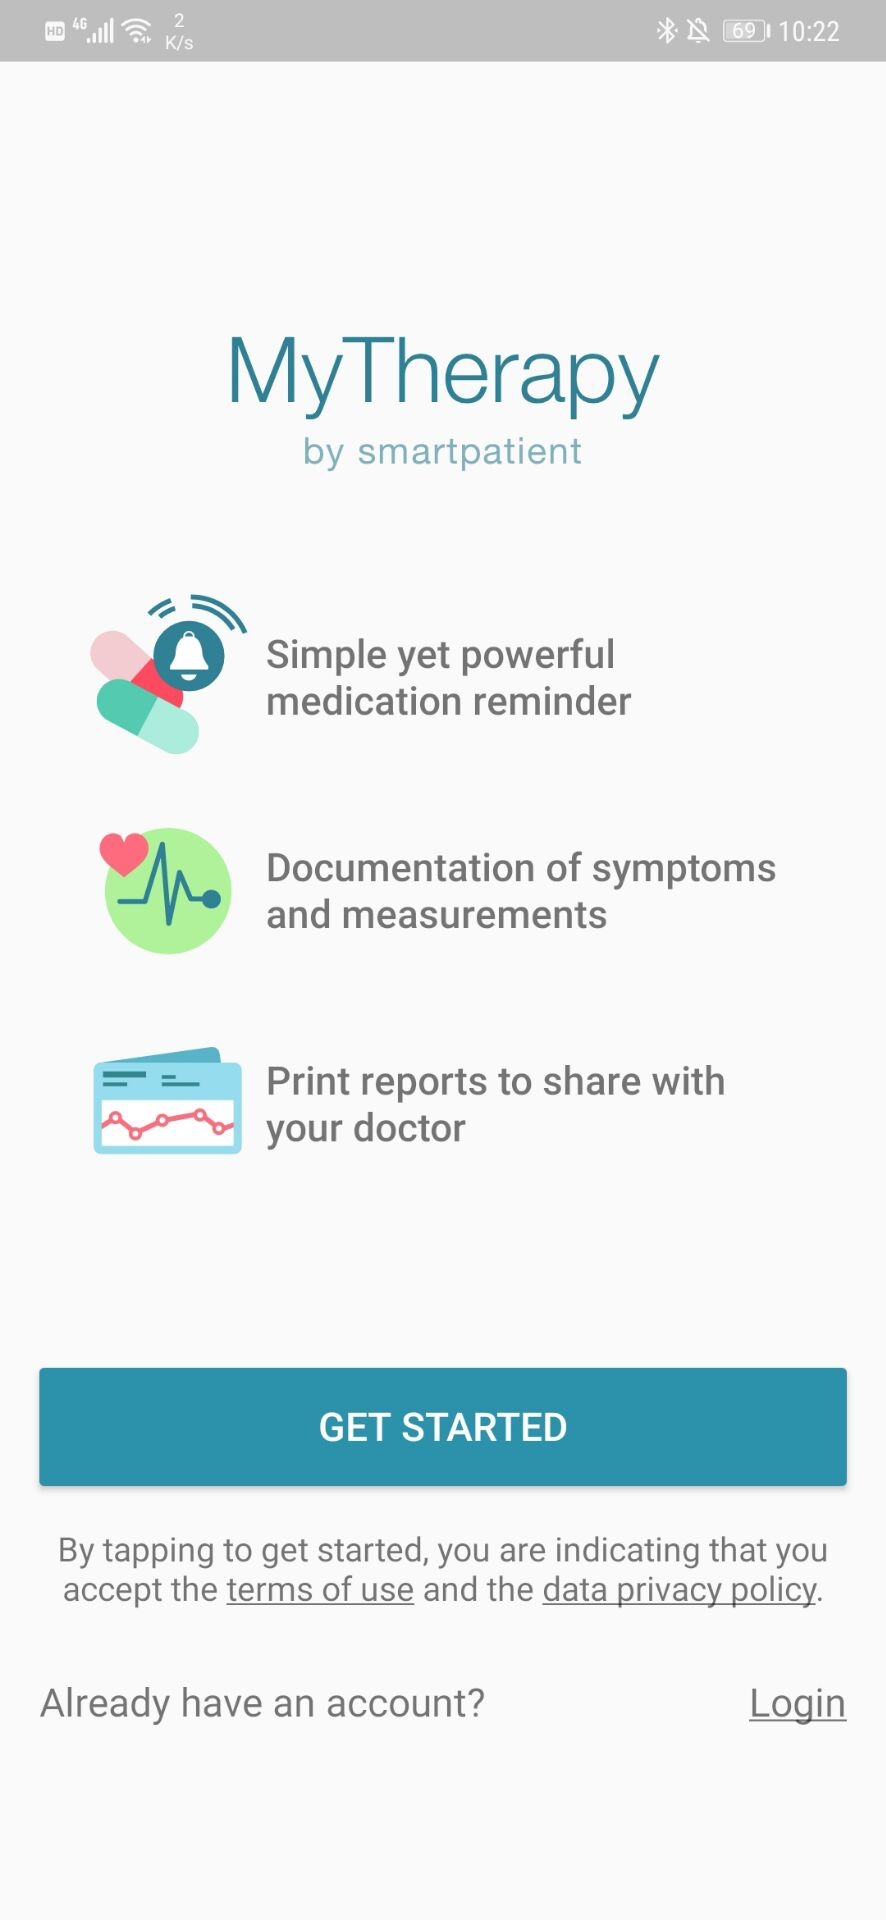 HD 4G 2 K/s 69 10:22
MyTherapy
by smartpatient
Simple yet powerful
medication reminder
Documentation of symptoms
and measurements
Print reports to share with
your doctor
GET STARTED
By tapping to get started, you are indicating that you
accept the terms of use and the data privacy policy.
Already have an account? Login